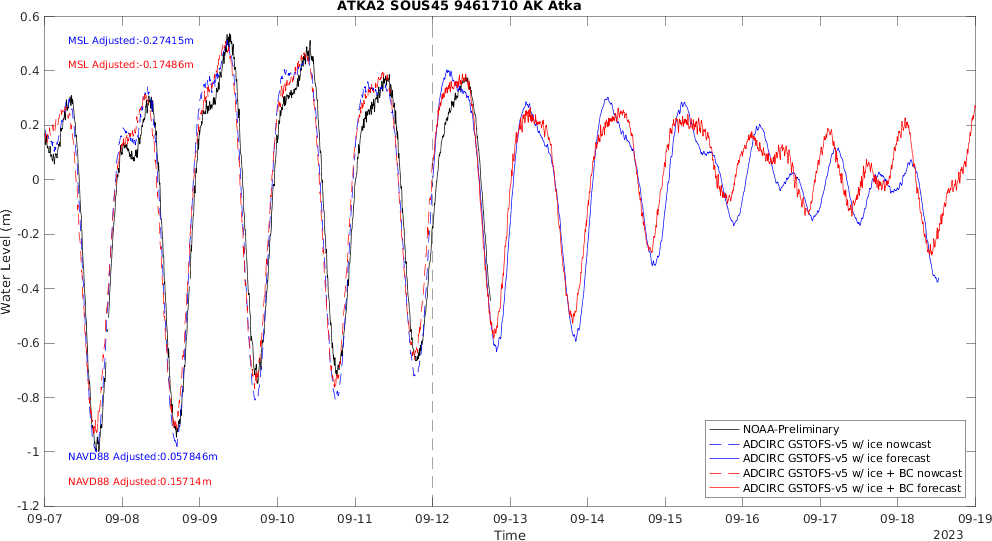 ATKA2 SOUS45 9461710 AK Atka
MSL Adjusted:-0.27415m
MSL Adjusted:-0.17486m
NAVD88 Adjusted:0.057846m
NAVD88 Adjusted:0.15714m
Water Level (m)
0.6
0.4
0.2
0
-0.2
-0.4
-0.6
-0.8
-1
-1.2
NOAA-Preliminary
ADCIRC GSTOFS-v5 w/ ice nowcast
ADCIRC GSTOFS-v5 w/ ice forecast
ADCIRC GSTOFS-v5 w/ ice + BC nowcast
ADCIRC GSTOFS-v5 w/ ice + BC forecast
09-07 09-08 09-09 09-10 09-11 09-12 09-13 09-14 09-15 09-16 09-17 09-18 09-19
Time
2023